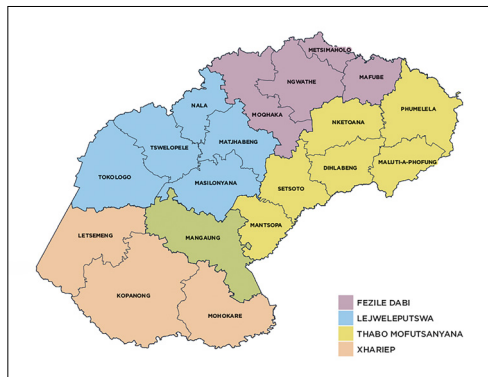 METSIMAHOLO
NGWATHE
MAFUBE
NALA
MOQHAKA
NKETOANA
PHUMELELA
TSWELOPELE
MATJHABENG
TOKOLOGO
MASILONYANA
SETSOTO
DIHLABENG
MALUTI-A-PHOFUNG
LETSEMENG
MANGAUNG
MANTSOPA
KOPANONG
MOHOKARE
FEZILE DABI
LEJWELEPUTSWA
THABO MOFUTSANYANA
XHARIEP